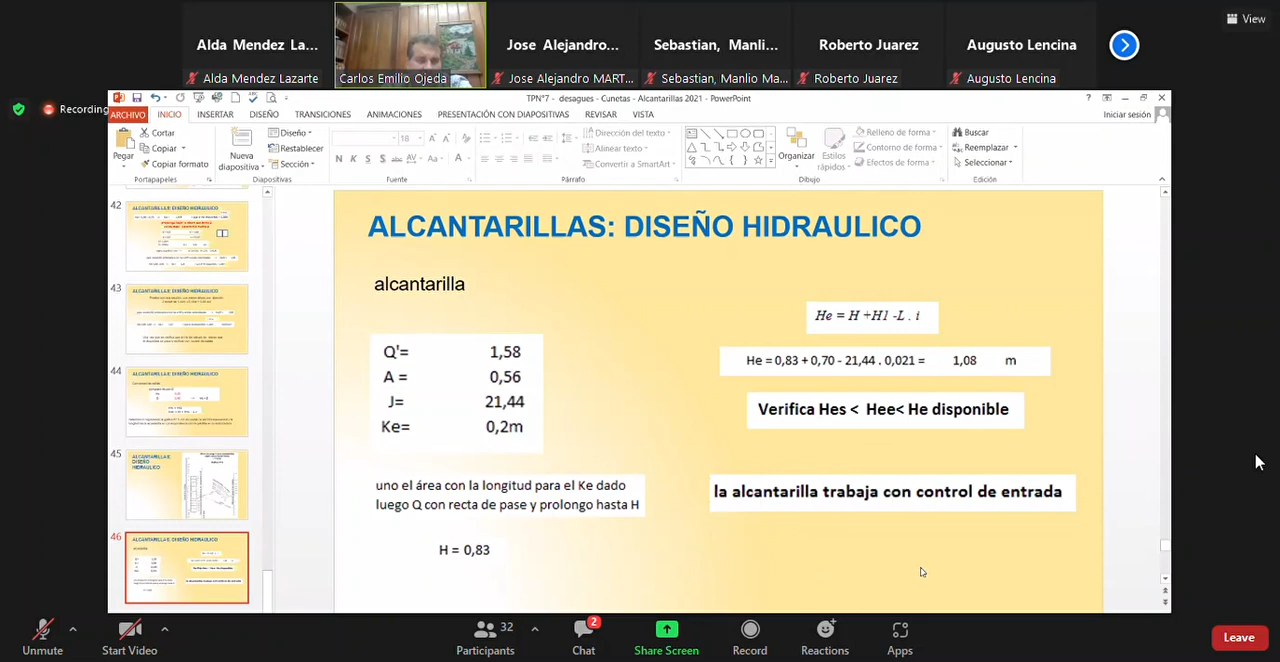 View
Alda Mendez La...
Jose Alejandro...
Sebastian, Manli...
Roberto Juarez
Augusto Lencina
Alda Mendez Lazarte
Carlos Emilio Ojeda
Jose Alejandro MART...
Sebastian, Manlio Ma...
Roberto Juarez
Augusto Lencina
Recording
TPN°7 - desagues - Cunetas - Alcantarillas 2021 - PowerPoint
ARCHIVO INICIO INSERTAR DISEÑO TRANSICIONES ANIMACIONES PRESENTACIÓN CON DIAPOSITIVAS REVISAR VISTA
Iniciar sesión
Pegar
Cortar
Copiar
Copiar formato
Portapapeles
Nueva diapositiva
Diseño
Restablecer
Sección
Diapositivas
18
N K S S abc AV Aa A
Fuente
Dirección del texto
Alinear texto
Convertir a SmartArt
Párrafo
Organizar
Estilos rápidos
Relleno de forma
Contorno de forma
Efectos de forma
Dibujo
Buscar
Reemplazar
Seleccionar
Edición
42
43
44
45
46
ALCANTARILLAS: DISEÑO HIDRAULICO
alcantarilla
Q'= 1,58
A = 0,56
J= 21,44
Ke= 0,2m
uno el área con la longitud para el Ke dado
luego Q con recta de pase y prolongo hasta H
H = 0,83
He = H +H1 -L . i
He = 0,83 + 0,70 - 21,44 . 0,021 = 1,08 m
Verifica Hes < Hee< He disponible
la alcantarilla trabaja con control de entrada
Unmute
Start Video
32
Participants
2
Chat
Share Screen
Record
Reactions
Apps
Leave